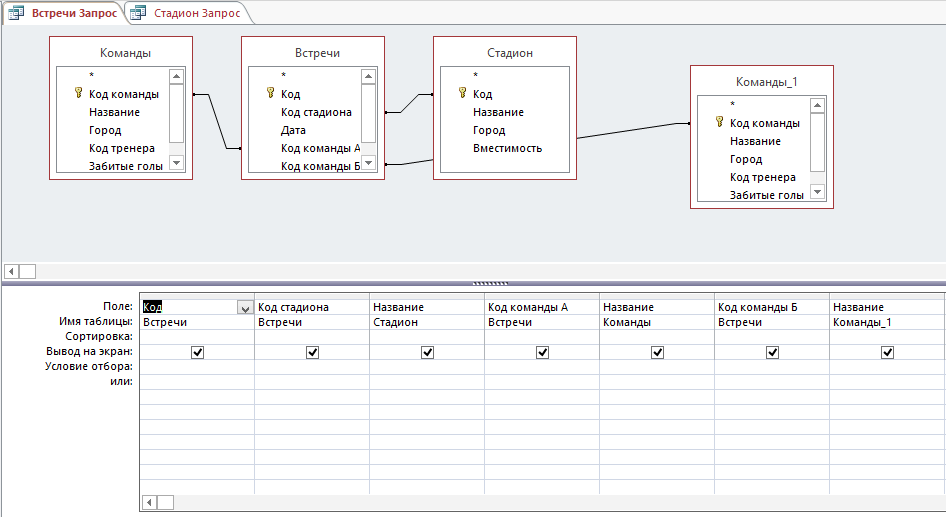 Встречи Запрос
Стадион Запрос
Команды
*
Код команды
Название
Город
Код тренера
Забитые голы
Встречи
*
Код
Код стадиона
Дата
Код команды А
Код команды Б
Стадион
*
Код
Название
Город
Вместимость
Команды_1
*
Код команды
Название
Город
Код тренера
Забитые голы
Поле: Код Код стадиона Название Код команды А Название Код команды Б Название
Имя таблицы: Встречи Встречи Стадион Встречи Команды Встречи Команды_1
Сортировка:
Вывод на экран:
Условие отбора:
или: